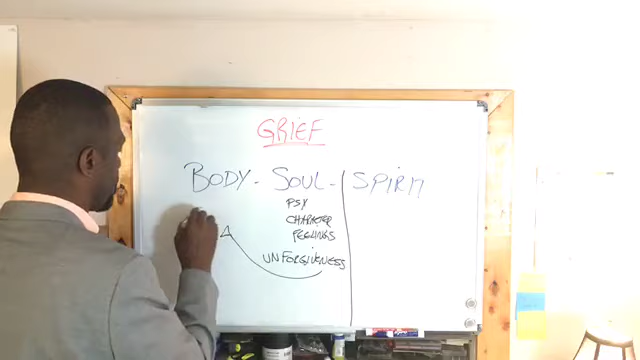 GRIEF
BODY - SOUL - SPIRIT
PSY
CHARACTER
FEELINGS
UNFORGIVENESS